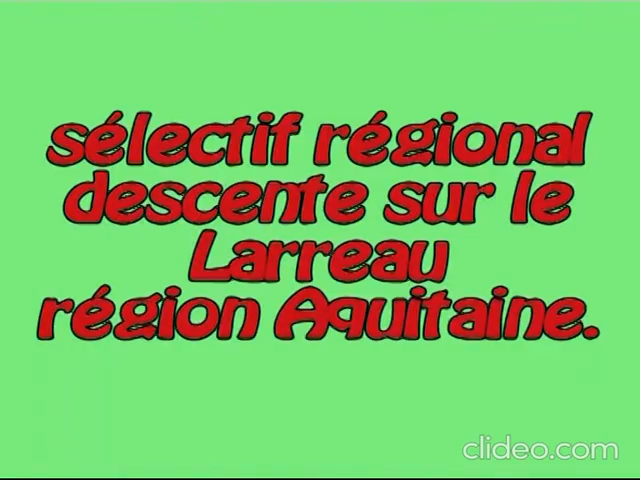 sélectif régional
descente sur le
Larreau
région Aquitaine.
clideo.com